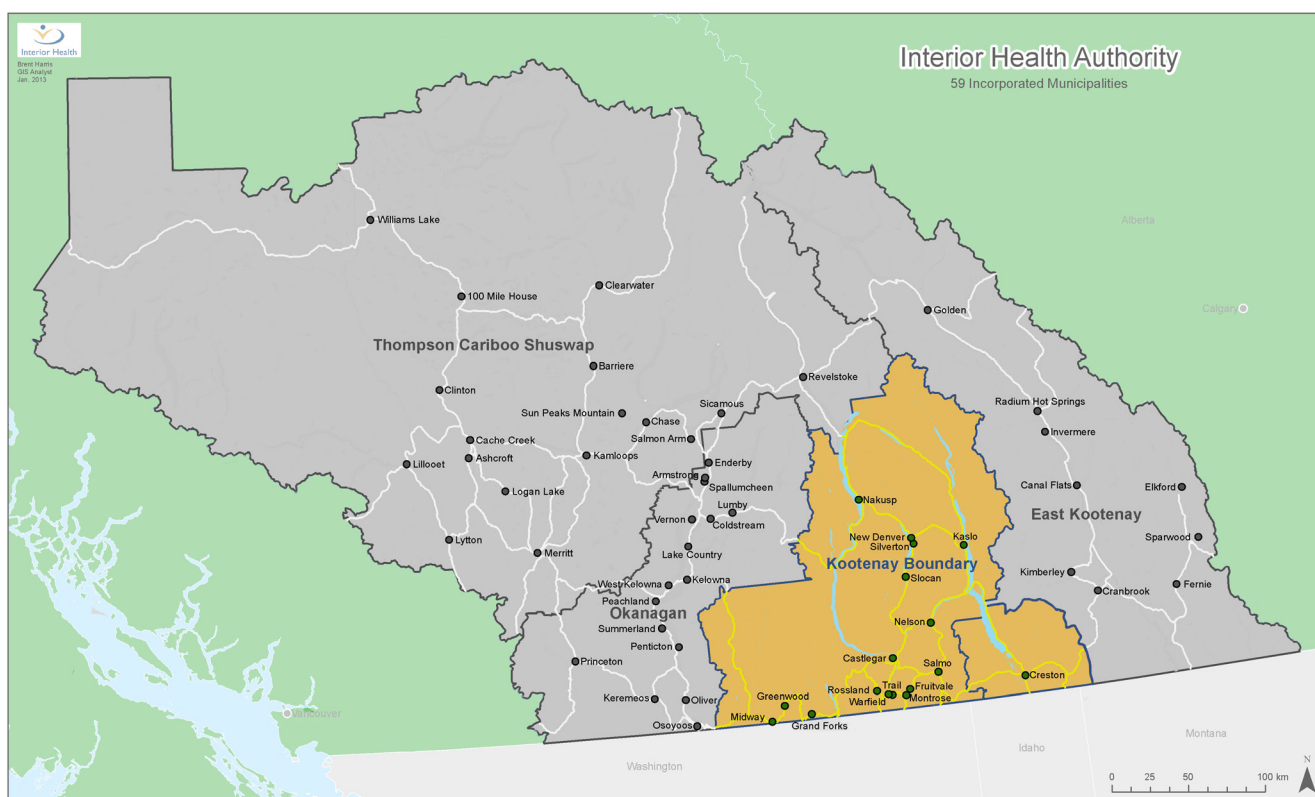 Interior Health
Brent Harris
GIS Analyst
Jan. 2013
Interior Health Authority
59 Incorporated Municipalities
Williams Lake
Alberta
Clearwater
100 Mile House
Calgary
Golden
Thompson Cariboo Shuswap
Barriere
Revelstoke
Clinton
Radium Hot Springs
Sun Peaks Mountain
Sicamous
Chase
Invermere
Salmon Arm
Cache Creek
Kamloops
Ashcroft
Lillooet
Enderby
Armstrong
Spallumcheen
Canal Flats
Elkford
Logan Lake
Nakusp
Lumby
East Kootenay
Vernon
Coldstream
Lytton
New Denver
Silverton
Kaslo
Sparwood
Merritt
Lake Country
Kootenay Boundary
Kimberley
Slocan
West Kelowna
Kelowna
Fernie
Cranbrook
Peachland
Okanagan
Summerland
Nelson
Penticton
Castlegar
Princeton
Salmo
Creston
Trail
Fruitvale
Rossland
Montrose
Warfield
Keremeos
Oliver
Greenwood
Vancouver
Midway
Grand Forks
Osoyoos
Montana
Idaho
Washington
N
0 25 50 100 km